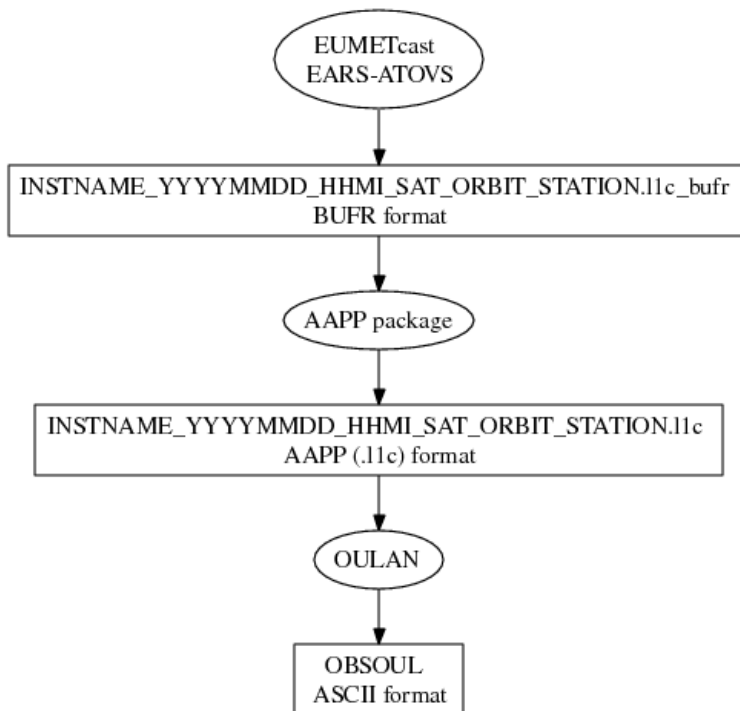 EUMETcast
EARS-ATOVS
INSTNAME_YYYYMMDD_HHMI_SAT_ORBIT_STATION.l1c_bufr
BUFR format
AAPP package
INSTNAME_YYYYMMDD_HHMI_SAT_ORBIT_STATION.l1c
AAPP (.l1c) format
OULAN
OBSOUL
ASCII format